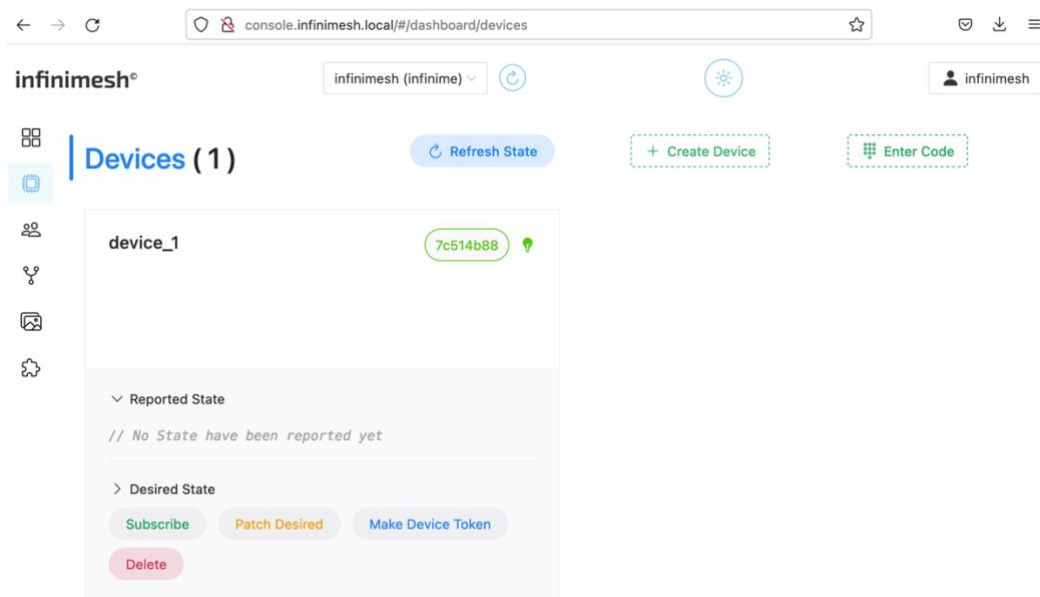 console.infinimesh.local/#/dashboard/devices
infinimesh©
infinimesh (infinime)
infinimesh
Devices (1)
Refresh State
+ Create Device
Enter Code
device_1
7c514b88
Reported State
// No State have been reported yet
Desired State
Subscribe
Patch Desired
Make Device Token
Delete